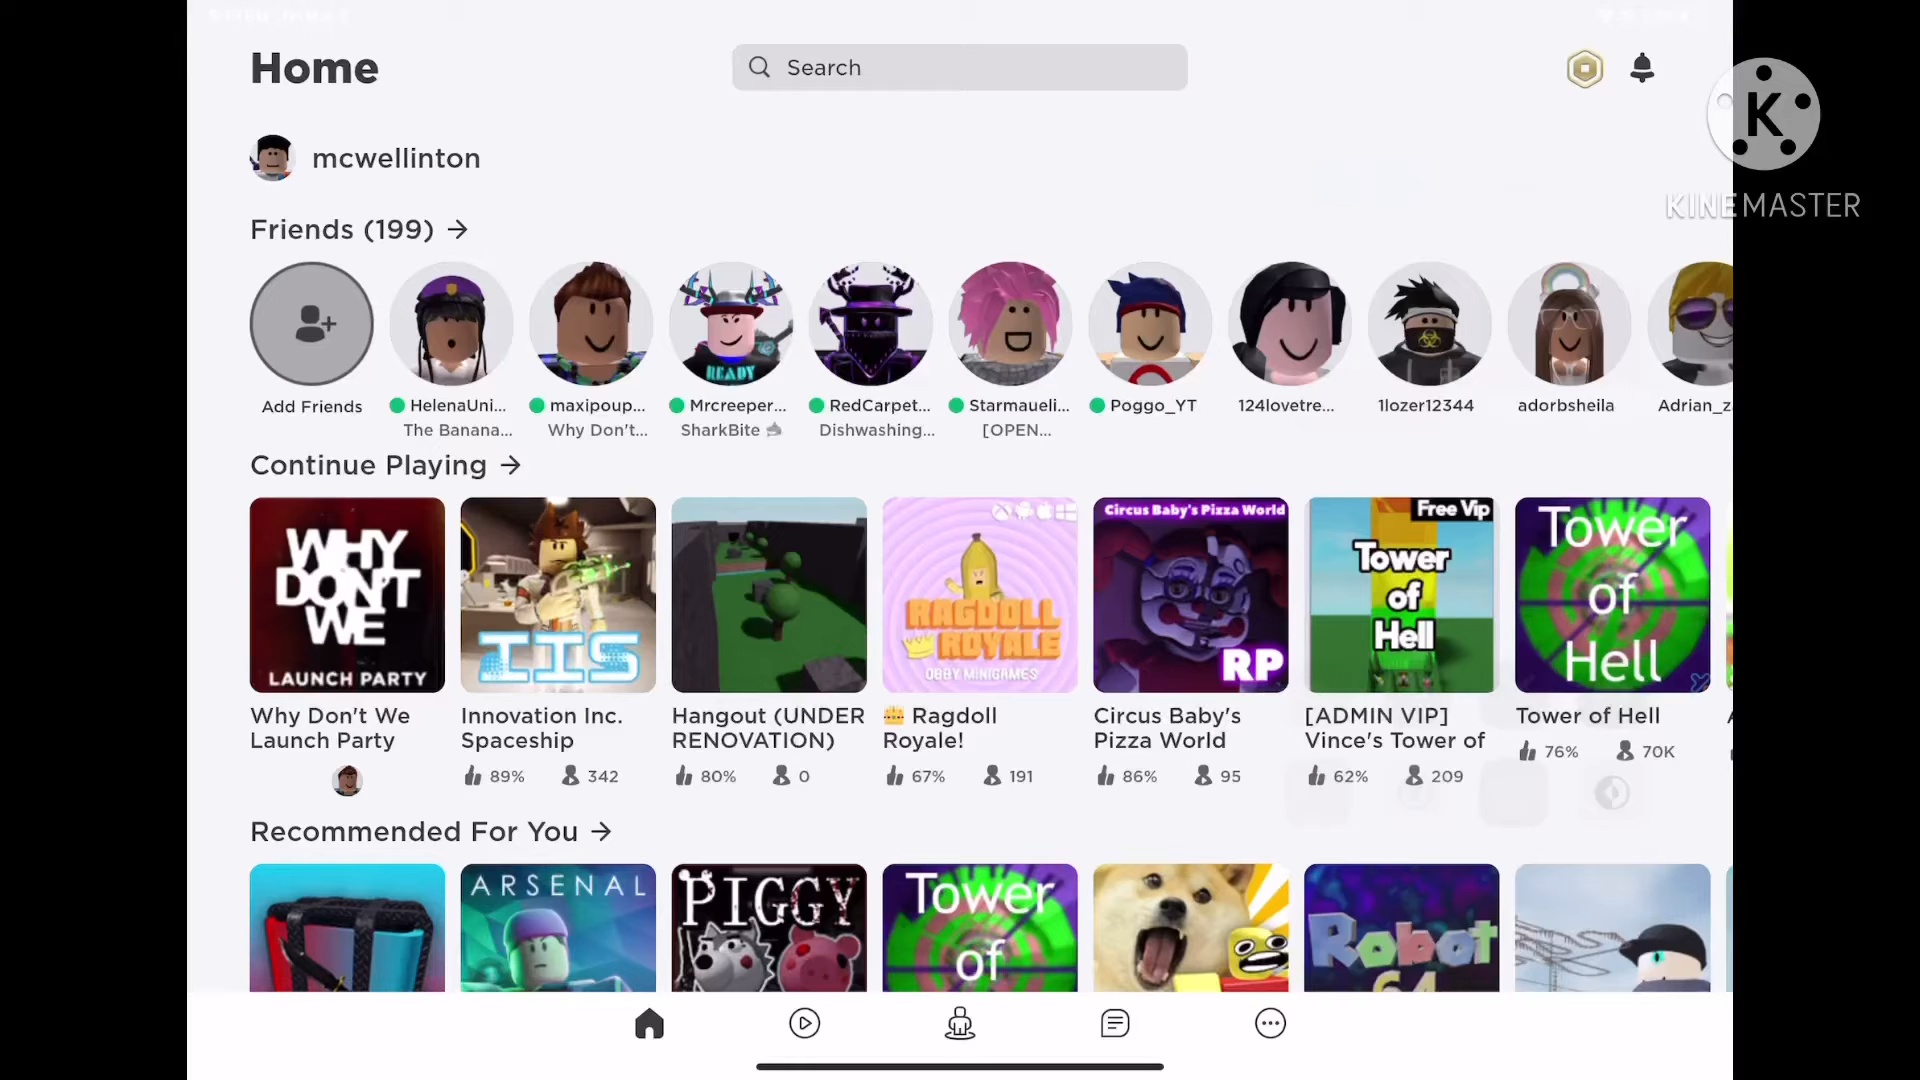 Home
Search
K
KINEMASTER
mcwellinton
Friends (199)
READY
Add Friends
HelenaUni...
maxipoup...
Mrcreeper...
RedCarpet...
Starmaueli...
Poggo_YT
124lovetre...
1lozer12344
adorbsheila
Adrian_z
The Banana...
Why Don't...
SharkBite
Dishwashing...
[OPEN...
Continue Playing
WHY
DON'T
WE
LAUNCH PARTY
IIS
RAGDOLL
ROYALE
OBBY MINIGAMES
Circus Baby's Pizza World
RP
Free Vip
Tower
of
Hell
Tower
of
Hell
Why Don't We
Launch Party
Innovation Inc.
Spaceship
89% 342
Hangout (UNDER
RENOVATION)
80% 0
Ragdoll
Royale!
67% 191
Circus Baby's
Pizza World
86% 95
[ADMIN VIP]
Vince's Tower of
62% 209
Tower of Hell
76% 70K
Recommended For You
ARSENAL
PIGGY
Tower
of
Robot
64